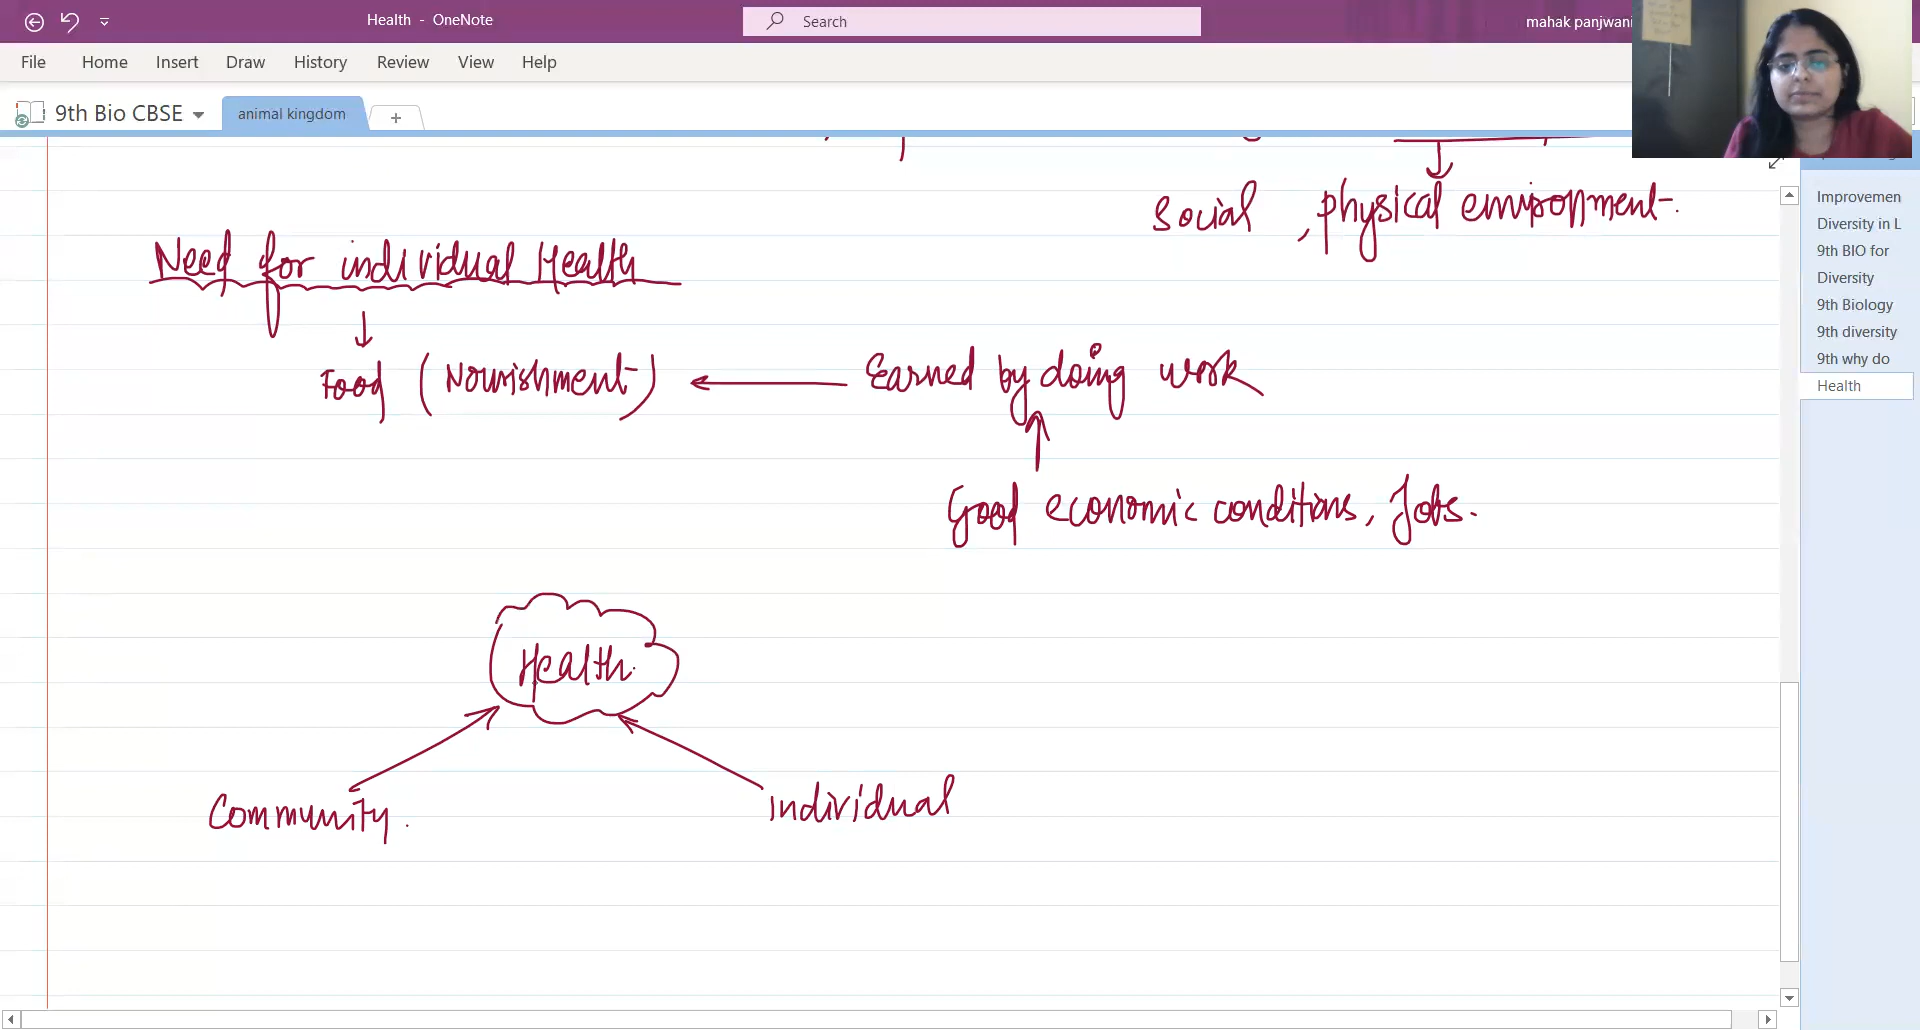 Health - OneNote
Search
mahak panjwani
File Home Insert Draw History Review View Help
9th Bio CBSE
animal kingdom
+
Social , physical environment.
Need for individual Health
Food (Nourishment) Earned by doing work
Good economic conditions, Jobs.
Health
Community. individual
Improvemen
Diversity in L
9th BIO for
Diversity
9th Biology
9th diversity
9th why do
Health